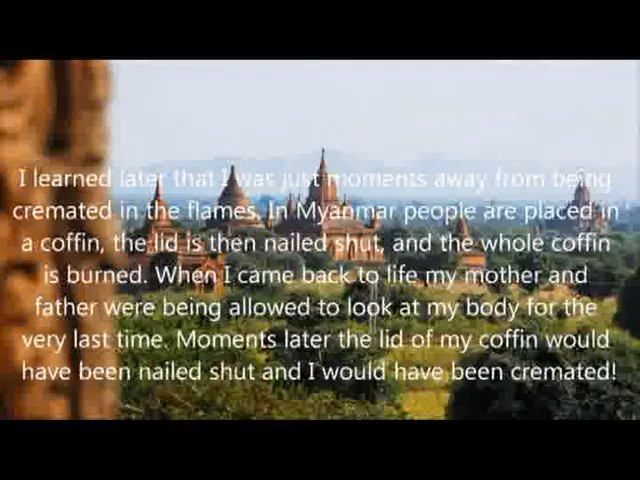 I learned later that I was just moments away from being
cremated in the flames. In Myanmar people are placed in
a coffin, the lid is then nailed shut, and the whole coffin
is burned. When I came back to life my mother and
father were being allowed to look at my body for the
very last time. Moments later the lid of my coffin would
have been nailed shut and I would have been cremated!